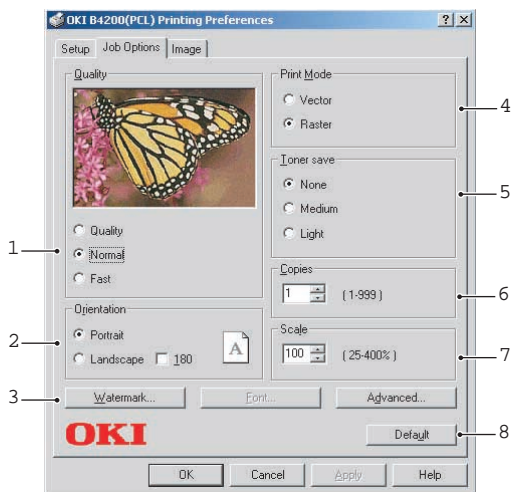 OKI B4200(PCL) Printing Preferences
Setup Job Options Image
Quality
Quality
Normal
Fast
1
Orientation
Portrait
Landscape 180
A
2
3
Watermark...
Print Mode
Vector
Raster
4
Toner save
None
Medium
Light
5
Copies
1 (1-999)
6
Scale
100 (25-400%)
7
Font... Advanced...
OKI
Default
8
OK Cancel Apply Help